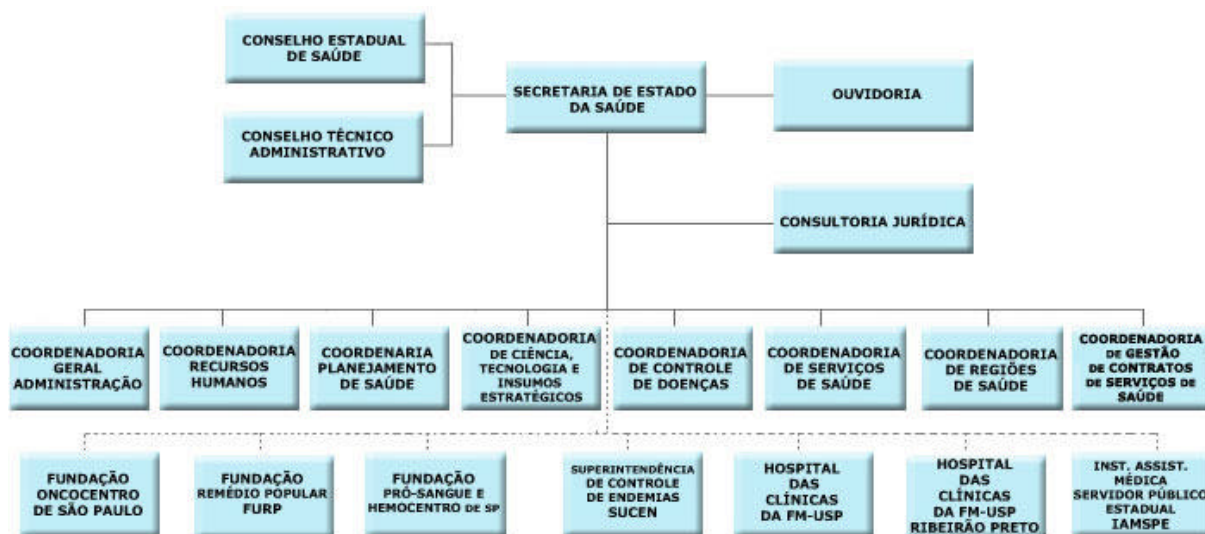 CONSELHO ESTADUAL
DE SAÚDE
SECRETARIA DE ESTADO
DA SAÚDE
OUVIDORIA
CONSELHO TÉCNICO
ADMINISTRATIVO
CONSULTORIA JURÍDICA
COORDENADORIA
GERAL
ADMINISTRAÇÃO
COORDENADORIA
RECURSOS
HUMANOS
COORDENARIA
PLANEJAMENTO
DE SAÚDE
COORDENADORIA
DE CIÊNCIA,
TECNOLOGIA E
INSUMOS
ESTRATÉGICOS
COORDENADORIA
DE CONTROLE
DE DOENÇAS
COORDENADORIA
DE SERVIÇOS
DE SAÚDE
COORDENADORIA
DE REGIÕES
DE SAÚDE
COORDENADORIA
DE GESTÃO
DE CONTRATOS
DE SERVIÇOS DE
SAÚDE
FUNDAÇÃO
ONCOCENTRO
DE SÃO PAULO
FUNDAÇÃO
REMÉDIO POPULAR
FURP
FUNDAÇÃO
PRÓ-SANGUE E
HEMOCENTRO DE SP
SUPERINTENDÊNCIA
DE CONTROLE
DE ENDEMIAS
SUCEN
HOSPITAL
DAS
CLÍNICAS
DA FM-USP
HOSPITAL
DAS
CLÍNICAS
DA FM-USP
RIBEIRÃO PRETO
INST. ASSIST.
MÉDICA
SERVIDOR PÚBLICO
ESTADUAL
IAMSPE